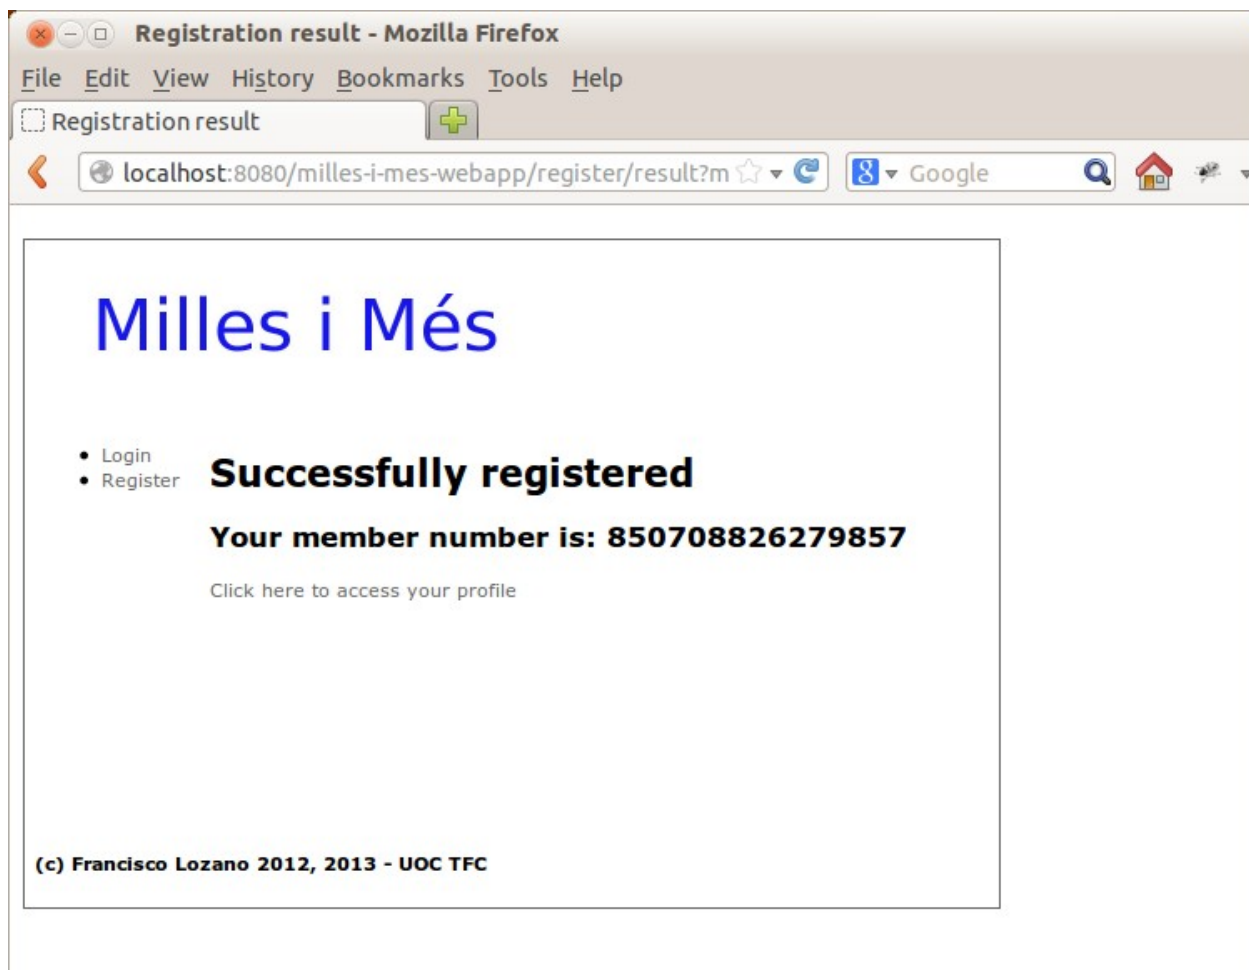 Registration result - Mozilla Firefox
File Edit View History Bookmarks Tools Help
Registration result
localhost:8080/milles-i-mes-webapp/register/result?m
8 Google
Milles i Més
Login
Register
Successfully registered
Your member number is: 850708826279857
Click here to access your profile
(c) Francisco Lozano 2012, 2013 - UOC TFC